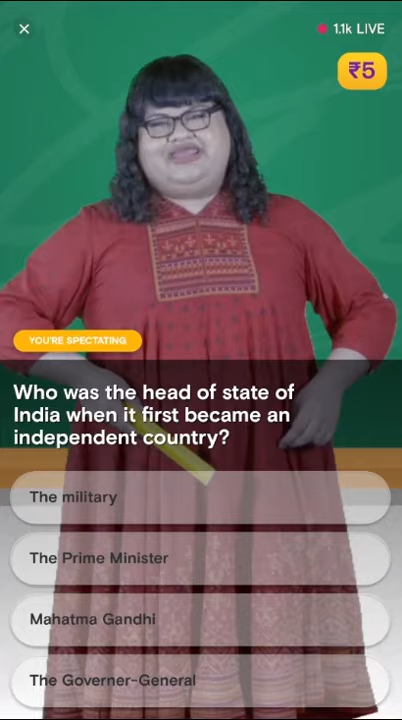 1.1k LIVE
₹5
YOU'RE SPECTATING
Who was the head of state of
India when it first became an
independent country?
The military
The Prime Minister
Mahatma Gandhi
The Governer-General